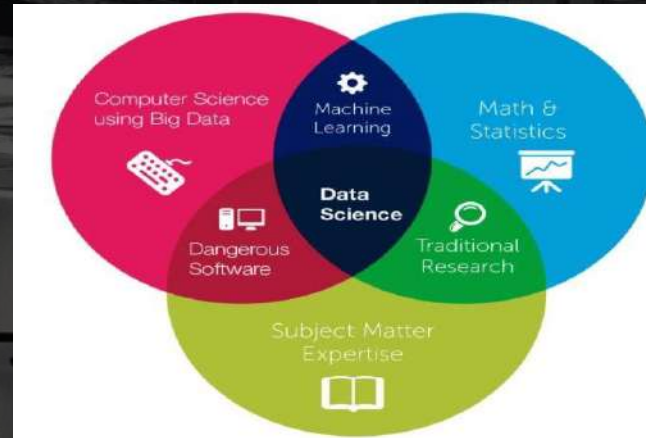 Computer Science
using Big Data
Machine
Learning
Math &
Statistics
Data
Science
Dangerous
Software
Traditional
Research
Subject Matter
Expertise